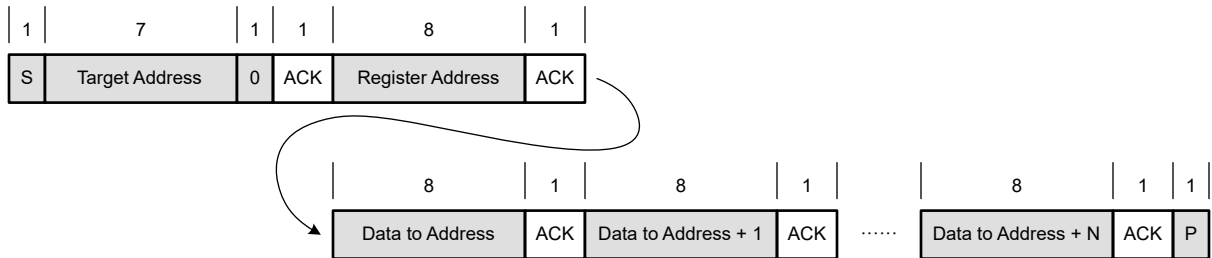 1 7 1 1 8 1
S Target Address 0 ACK Register Address ACK
8 1 8 1 8 1 1
Data to Address ACK Data to Address + 1 ACK ...... Data to Address + N ACK P